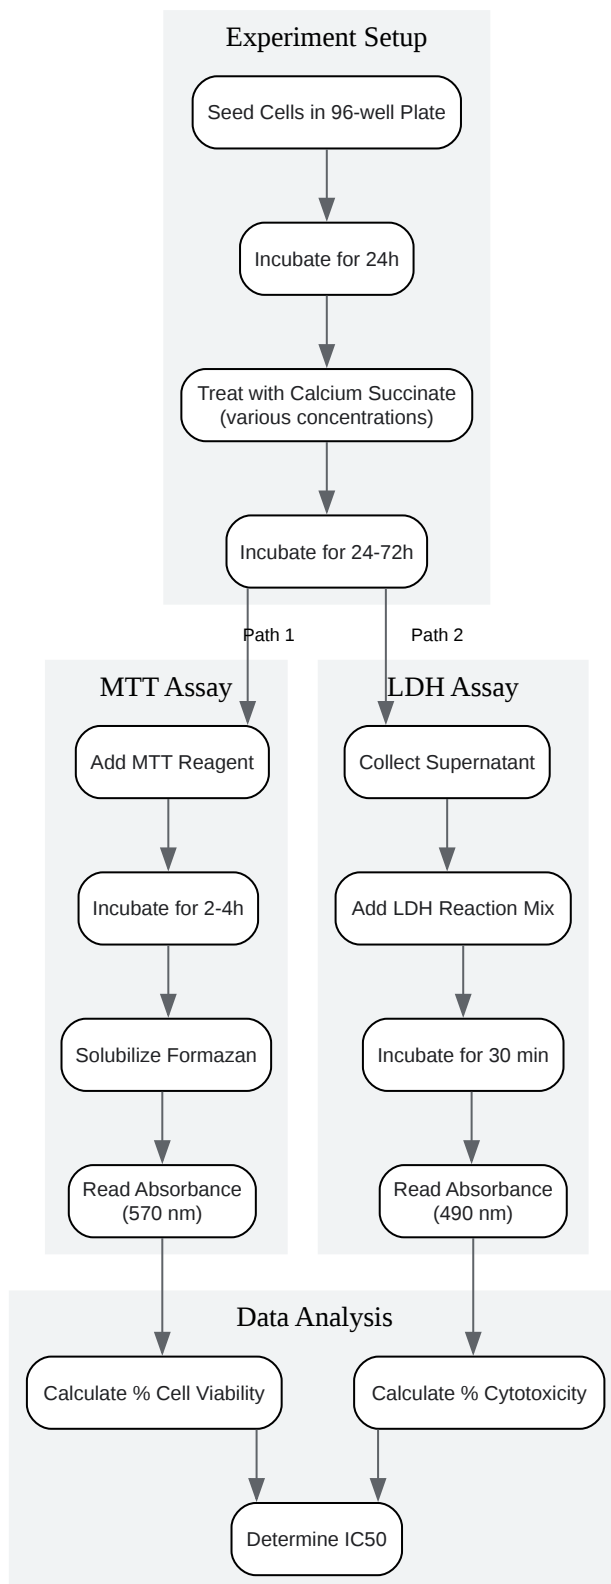 Experiment Setup
Seed Cells in 96-well Plate
Incubate for 24h
Treat with Calcium Succinate
(various concentrations)
Incubate for 24-72h
Path 1
Path 2
MTT Assay
Add MTT Reagent
Incubate for 2-4h
Solubilize Formazan
Read Absorbance
(570 nm)
LDH Assay
Collect Supernatant
Add LDH Reaction Mix
Incubate for 30 min
Read Absorbance
(490 nm)
Data Analysis
Calculate % Cell Viability
Calculate % Cytotoxicity
Determine IC50